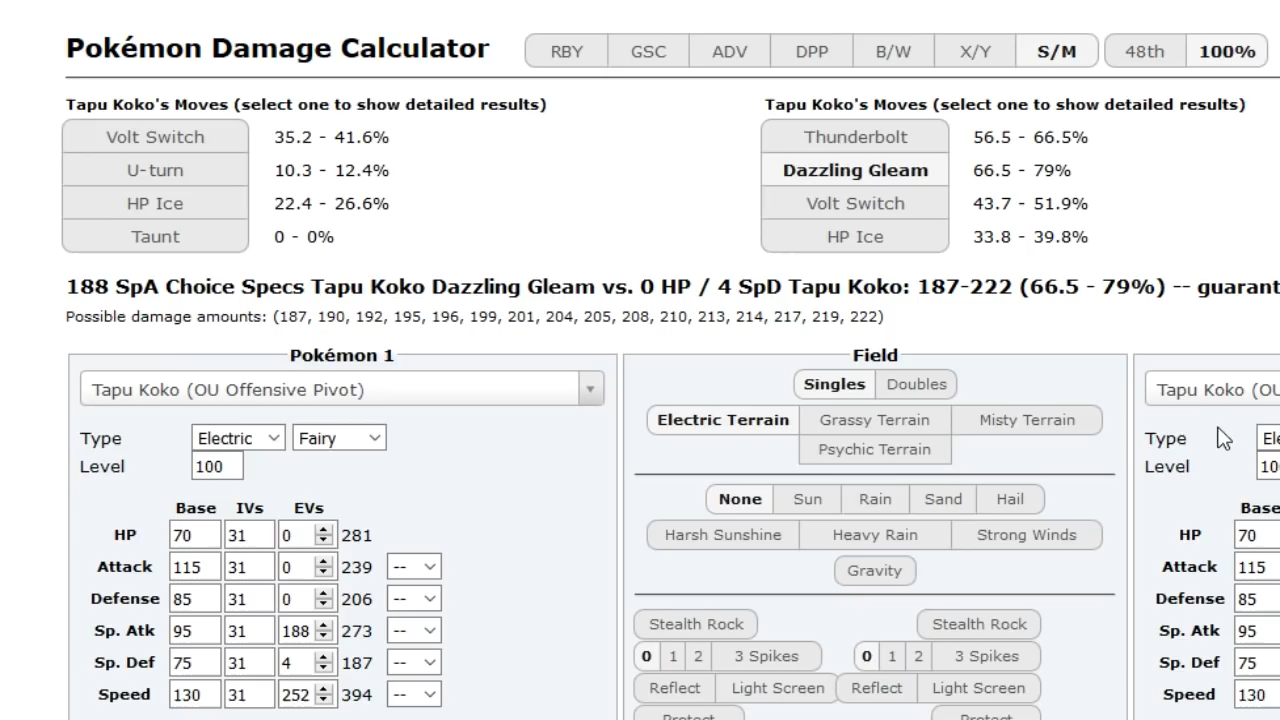 Pokémon Damage Calculator RBY GSC ADV DPP B/W X/Y S/M 48th 100%
Tapu Koko's Moves (select one to show detailed results) Tapu Koko's Moves (select one to show detailed results)
Volt Switch 35.2 - 41.6% Thunderbolt 56.5 - 66.5%
U-turn 10.3 - 12.4% Dazzling Gleam 66.5 - 79%
HP Ice 22.4 - 26.6% Volt Switch 43.7 - 51.9%
Taunt 0 - 0% HP Ice 33.8 - 39.8%
188 SpA Choice Specs Tapu Koko Dazzling Gleam vs. 0 HP / 4 SpD Tapu Koko: 187-222 (66.5 - 79%) -- guarant
Possible damage amounts: (187, 190, 192, 195, 196, 199, 201, 204, 205, 208, 210, 213, 214, 217, 219, 222)
Pokémon 1
Tapu Koko (OU Offensive Pivot)
Type Electric Fairy
Level 100
Base IVs EVs
HP 70 31 0 281
Attack 115 31 0 239 --
Defense 85 31 0 206 --
Sp. Atk 95 31 188 273 --
Sp. Def 75 31 4 187 --
Speed 130 31 252 394 --
Field
Singles Doubles
Electric Terrain Grassy Terrain Misty Terrain
Psychic Terrain
None Sun Rain Sand Hail
Harsh Sunshine Heavy Rain Strong Winds
Gravity
Stealth Rock Stealth Rock
0 1 2 3 Spikes 0 1 2 3 Spikes
Reflect Light Screen Reflect Light Screen
Protect Protect
Tapu Koko (OU
Type Ele
Level 10
Base
HP 70
Attack 115
Defense 85
Sp. Atk 95
Sp. Def 75
Speed 130